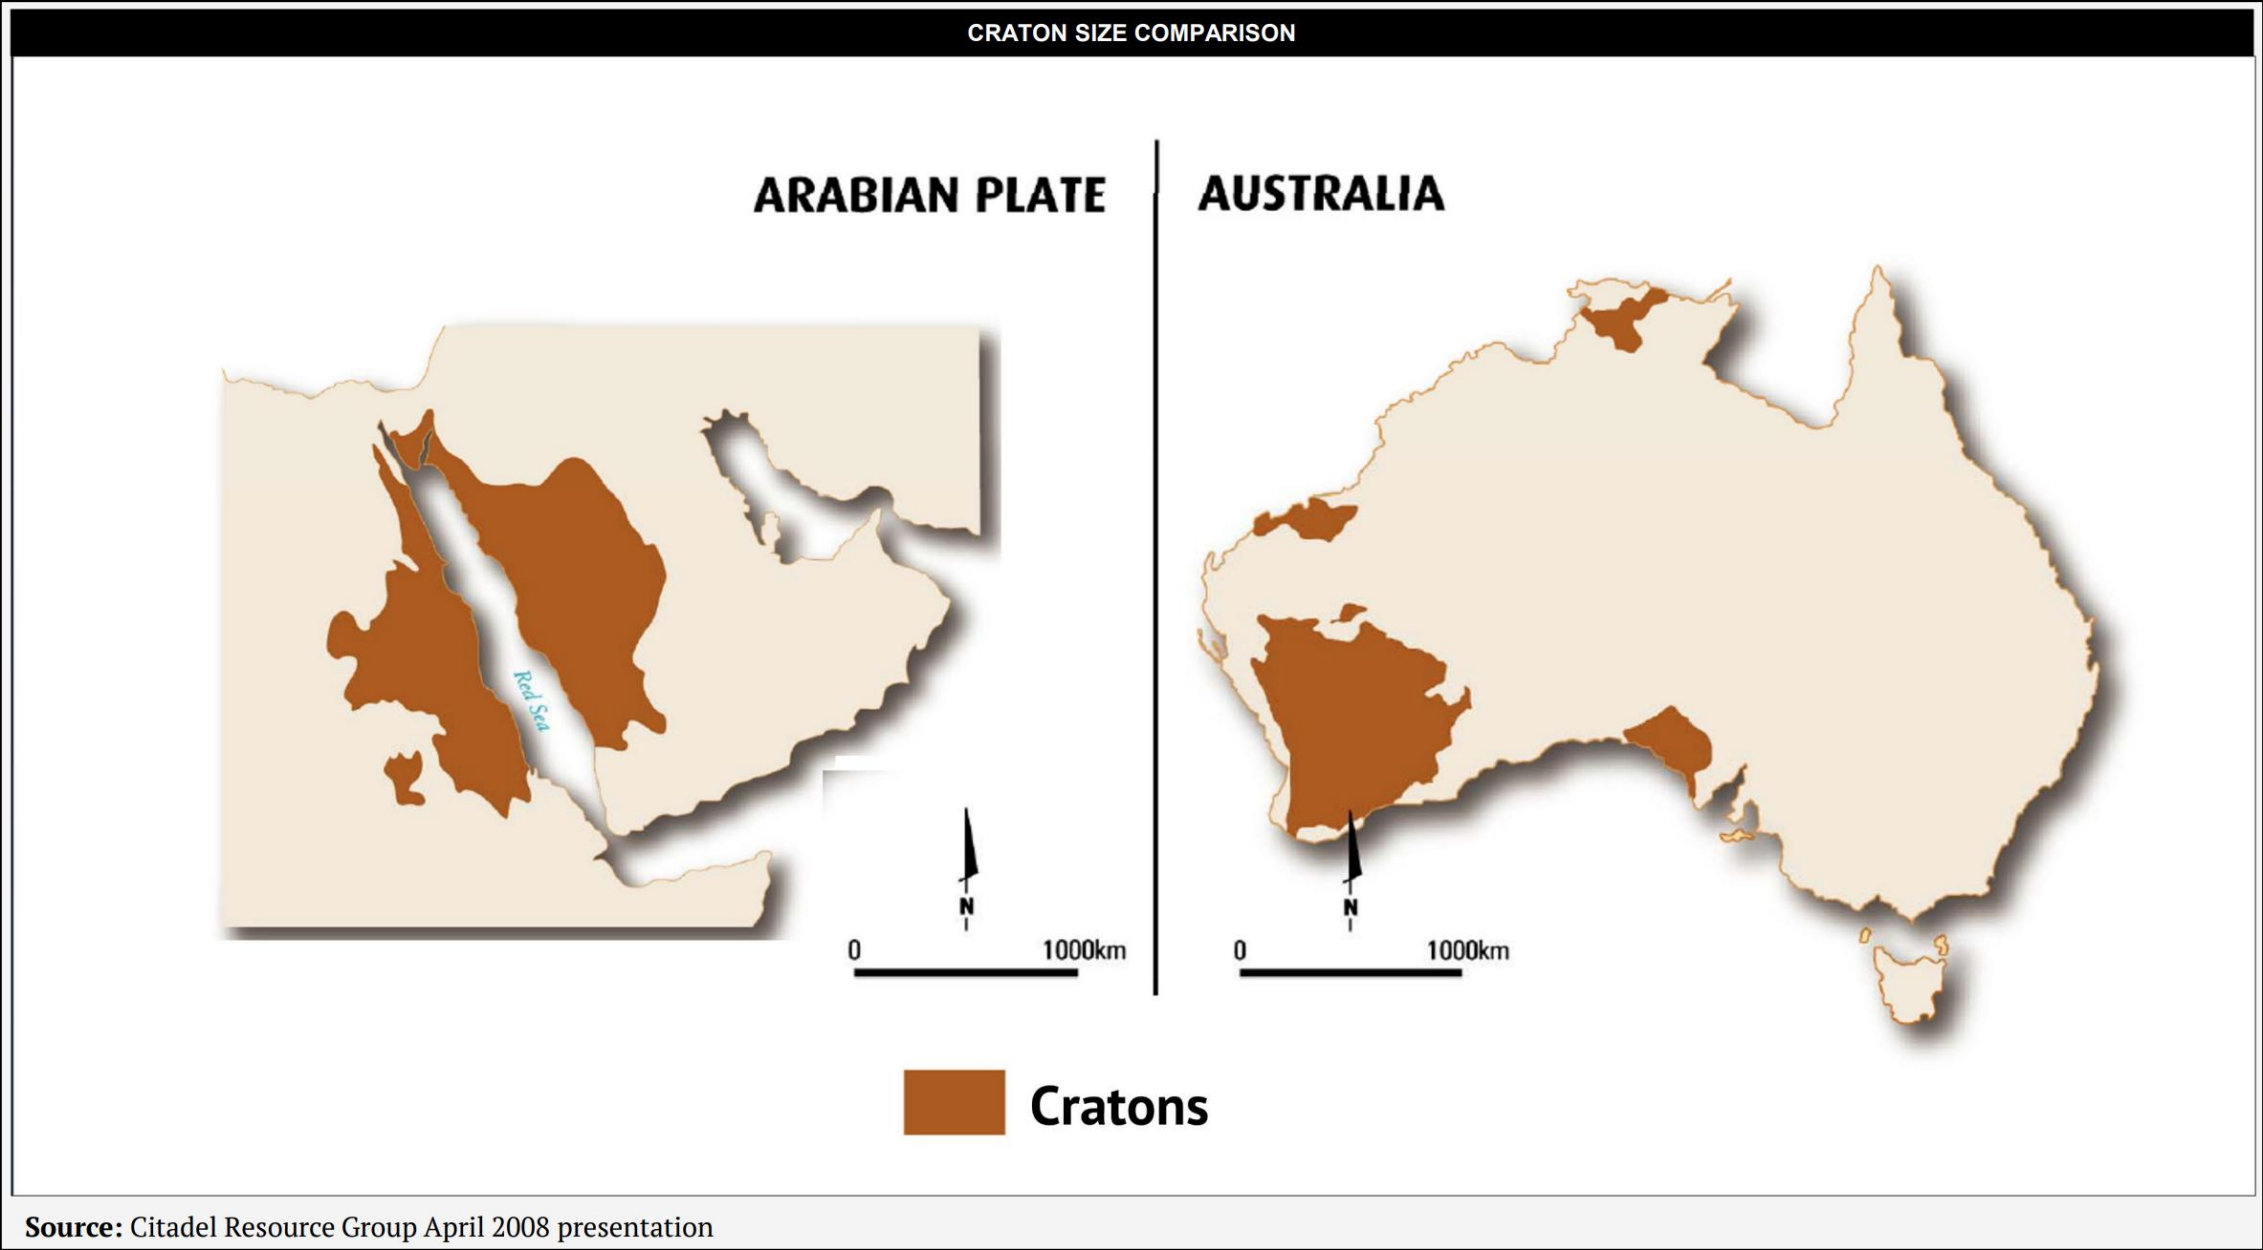 CRATON SIZE COMPARISON
ARABIAN PLATE
AUSTRALIA
Red Sea
N
0 1000km
N
0 1000km
Cratons
Source: Citadel Resource Group April 2008 presentation